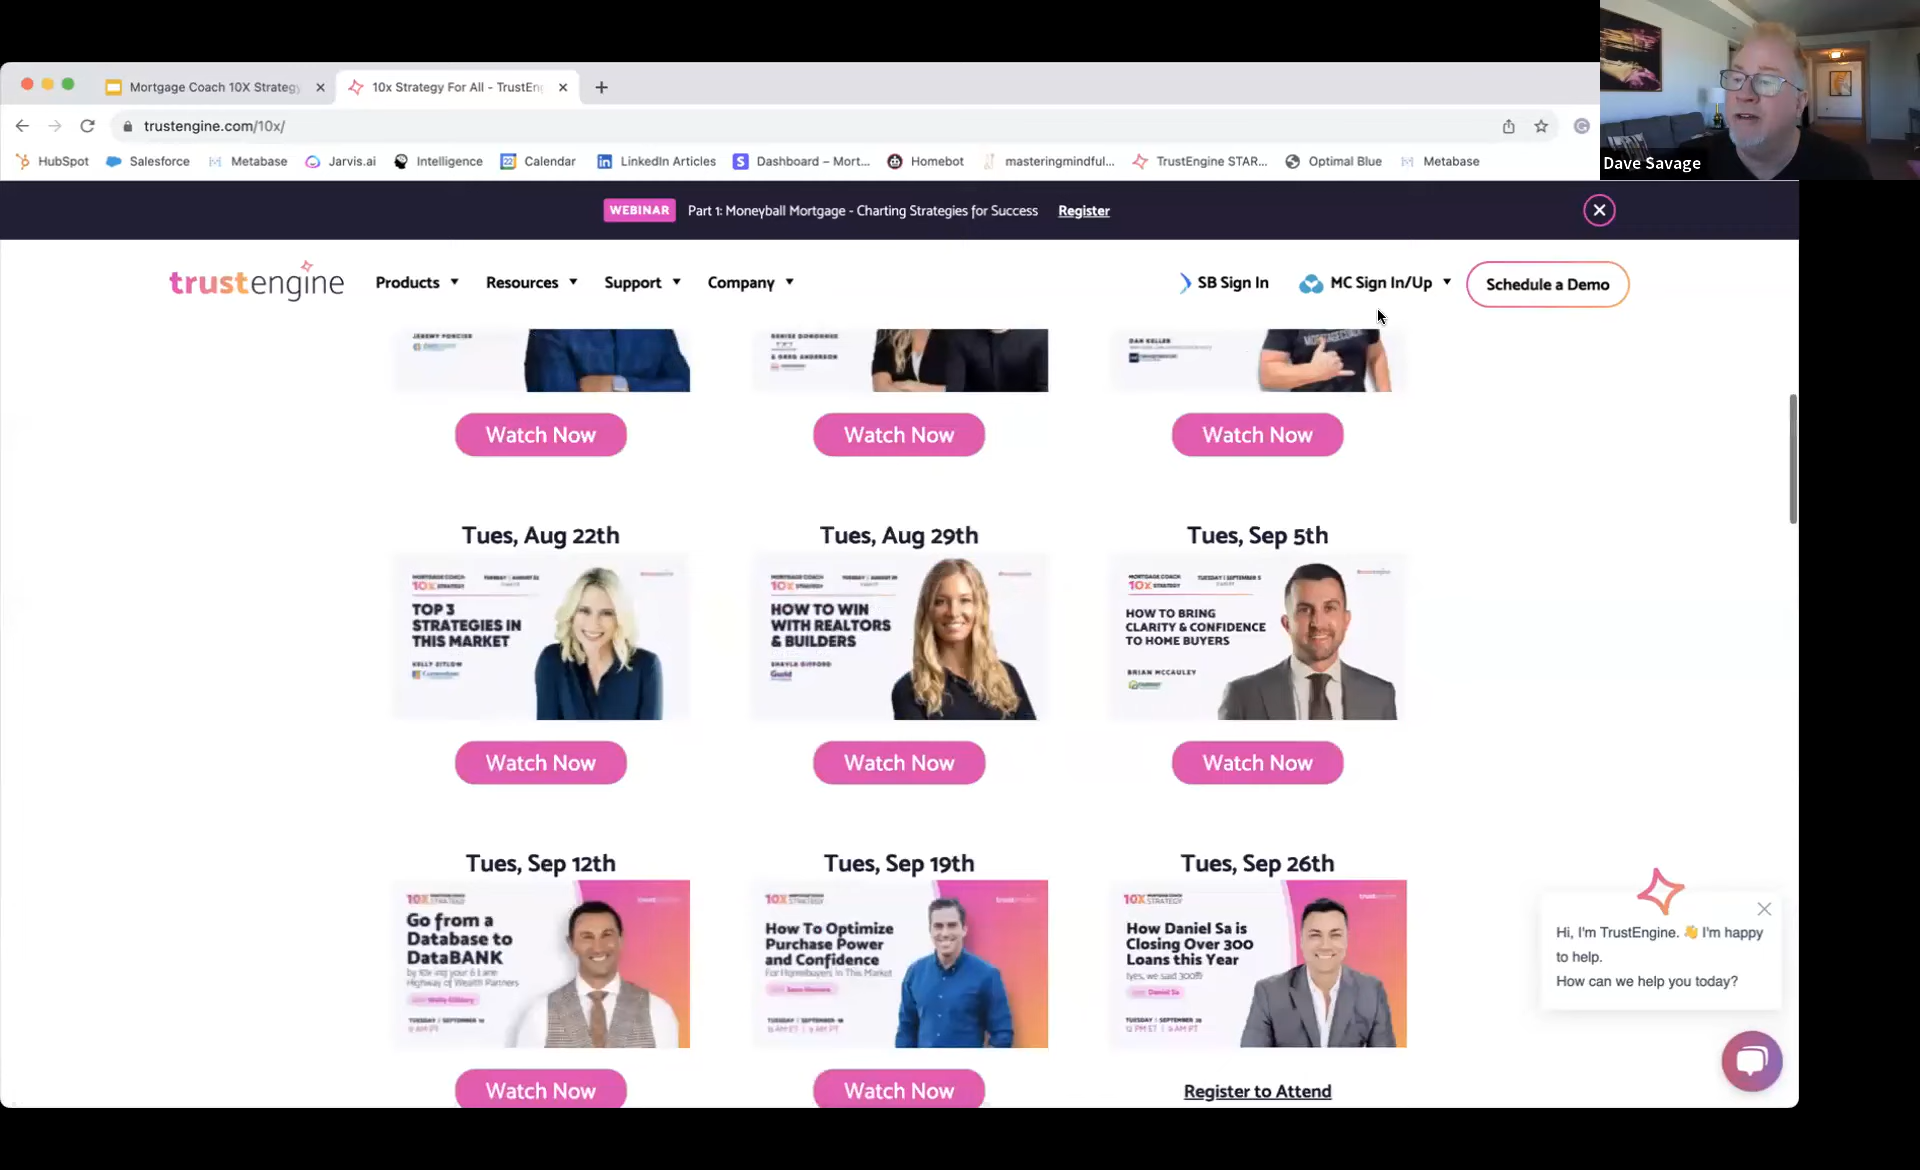 Dave Savage
Mortgage Coach 10X Strategy
10x Strategy For All - TrustEn
trustengine.com/10x/
HubSpot
Salesforce
Metabase
Jarvis.ai
Intelligence
Calendar
LinkedIn Articles
Dashboard – Mort...
Homebot
masteringmindful...
TrustEngine STAR...
Optimal Blue
Metabase
WEBINAR Part 1: Moneyball Mortgage - Charting Strategies for Success Register
trustengine
Products
Resources
Support
Company
SB Sign In
MC Sign In/Up
Schedule a Demo
JEREMY FORCIER
DENISE DONOGHUE
& GREG ANDERSON
DAN KELLER
Watch Now
Watch Now
Watch Now
Tues, Aug 22th
MORTGAGE COACH
10X STRATEGY
TUESDAY | AUGUST 22
TOP 3
STRATEGIES IN
THIS MARKET
KELLY ZITLOW
Watch Now
Tues, Aug 29th
MORTGAGE COACH
10X STRATEGY
TUESDAY | AUGUST 29
HOW TO WIN
WITH REALTORS
& BUILDERS
SHAYLA GIFFORD
Guild
Watch Now
Tues, Sep 5th
MORTGAGE COACH
10X STRATEGY
TUESDAY | SEPTEMBER 5
HOW TO BRING
CLARITY & CONFIDENCE
TO HOME BUYERS
BRIAN MCCAULEY
Watch Now
Tues, Sep 12th
10X STRATEGY
Go from a
Database to
DataBANK
by 10x ing your 6 Lane
Highway of Wealth Partners
TUESDAY | SEPTEMBER 12
Watch Now
Tues, Sep 19th
10X STRATEGY
How To Optimize
Purchase Power
and Confidence
For Homebuyers In This Market
Watch Now
Tues, Sep 26th
10X STRATEGY
How Daniel Sa is
Closing Over 300
Loans this Year
(yes, we said 300!!!)
Daniel Sa
12 PM ET | 9 AM PT
Register to Attend
Hi, I'm TrustEngine. 👋 I'm happy
to help.
How can we help you today?